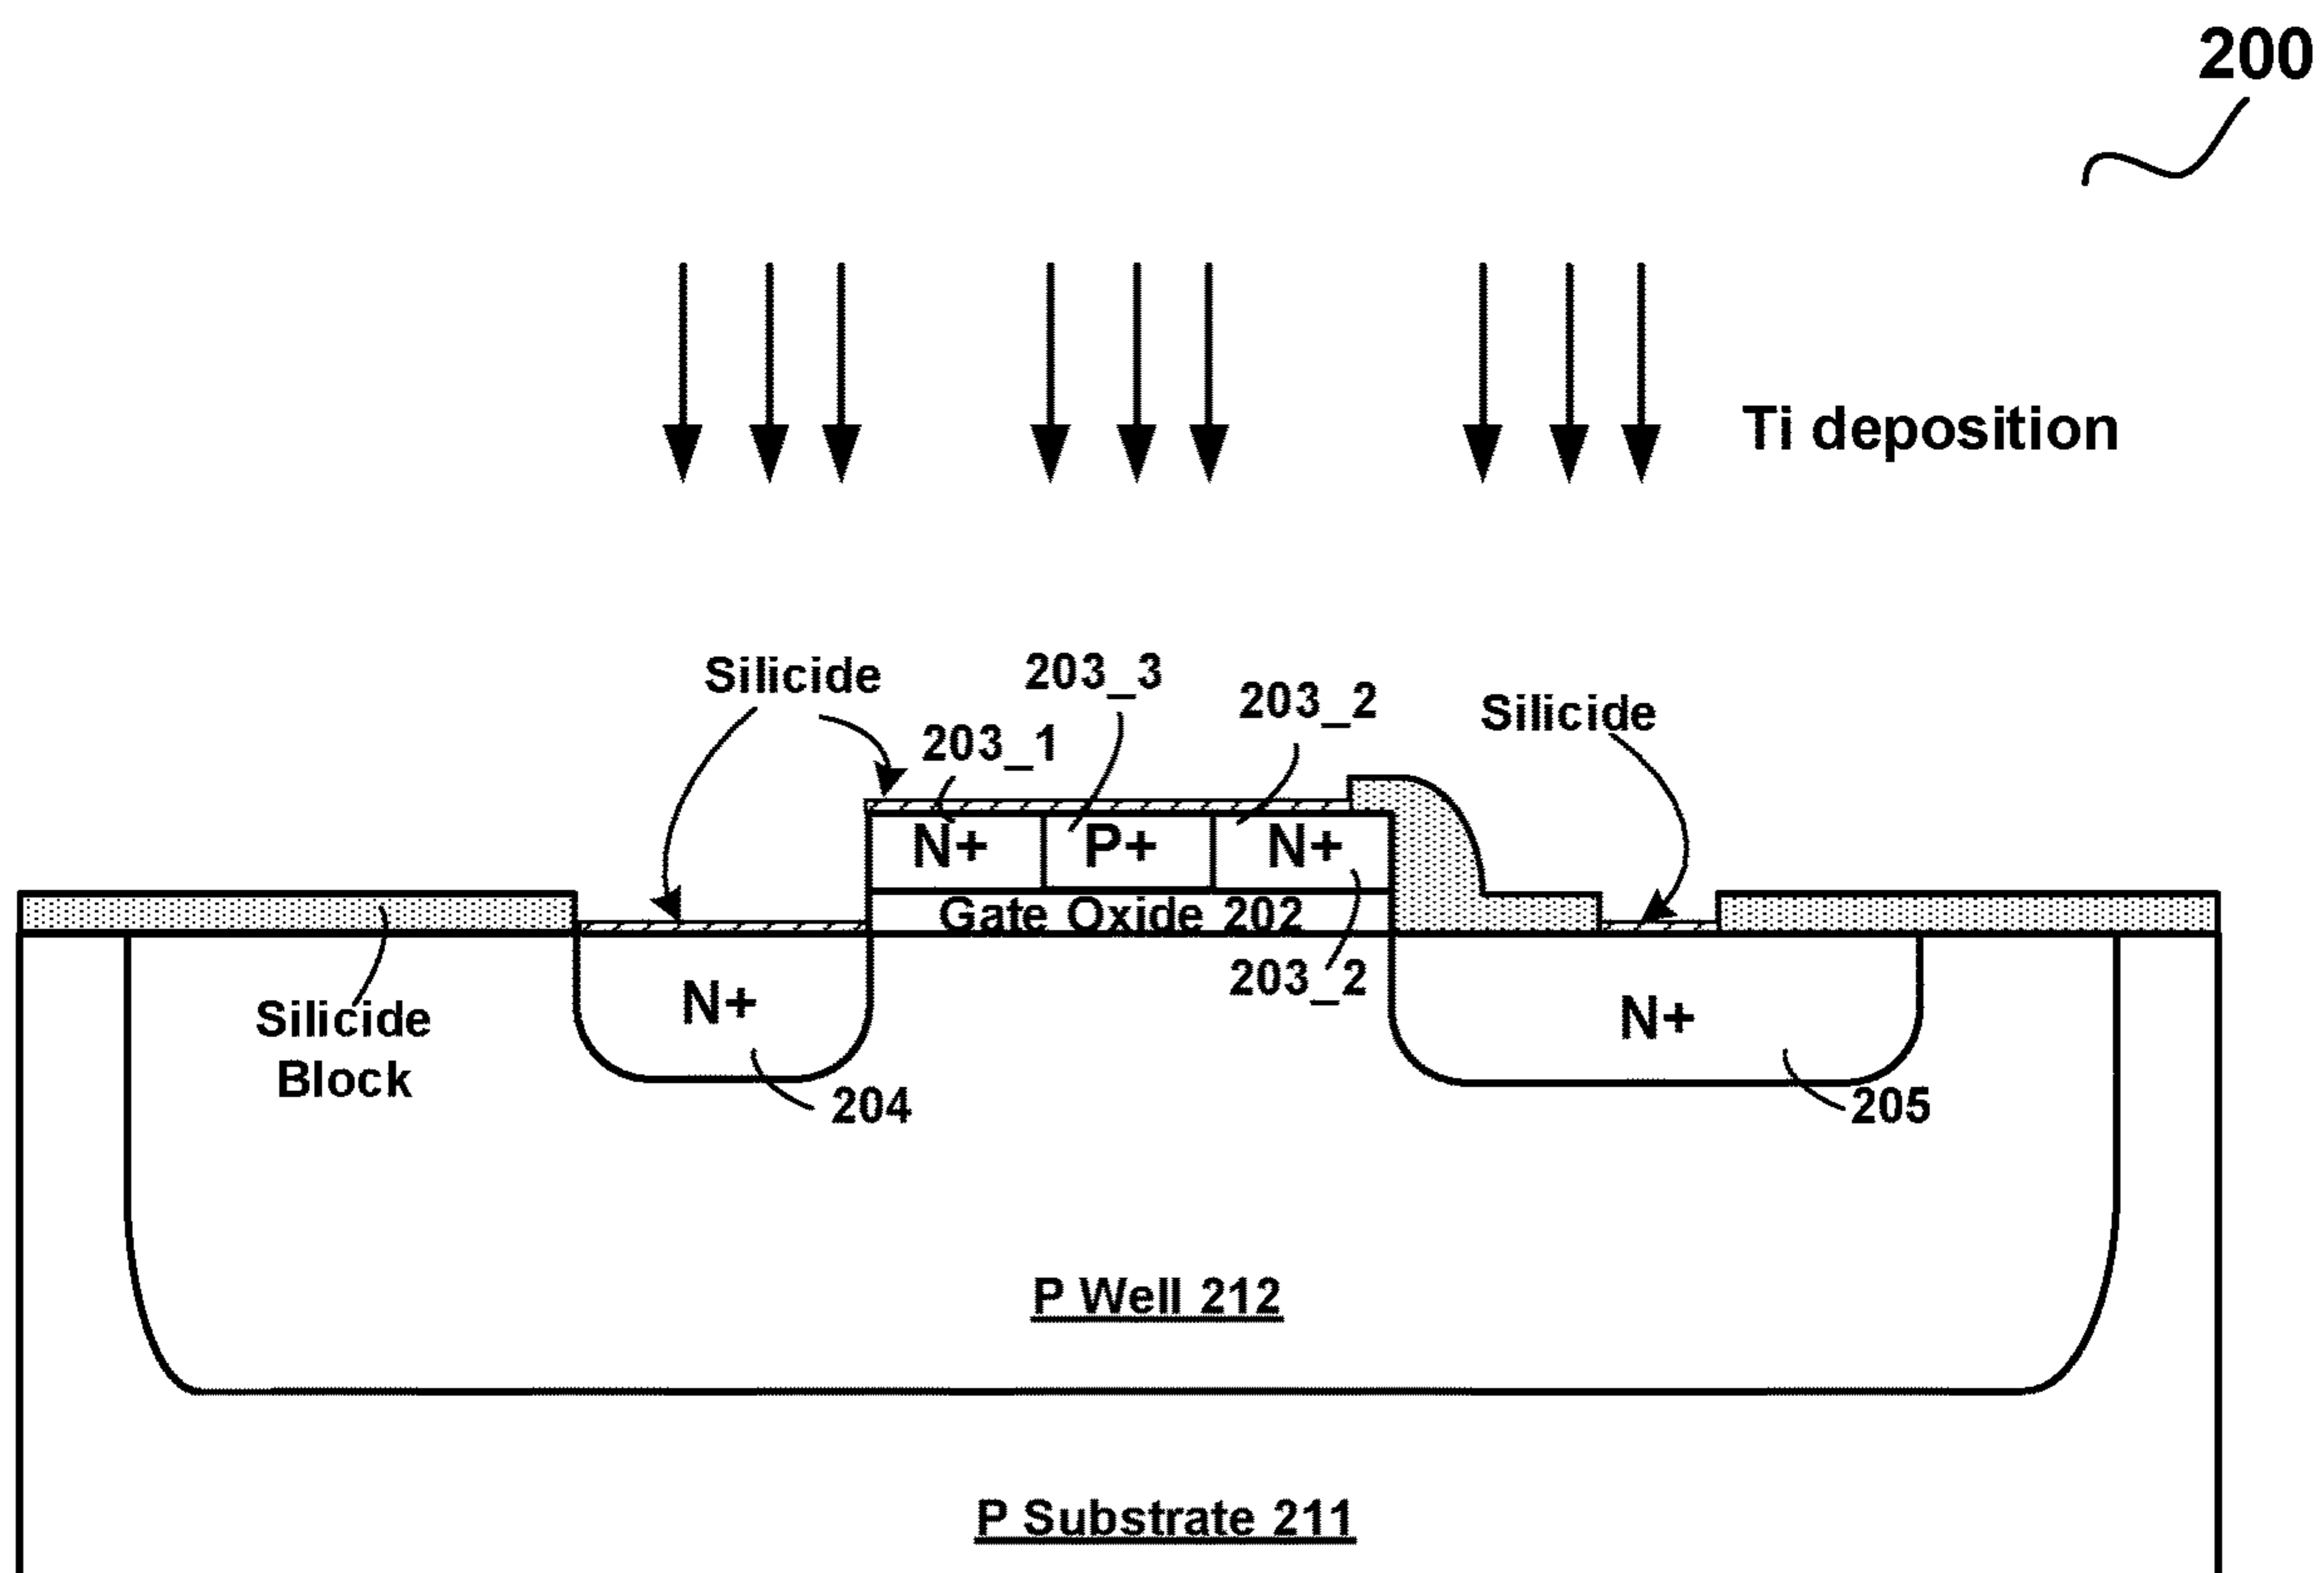 200
Ti deposition
Silicide
203_3
203_2
Silicide
203_1
N+
P+
N+
Gate Oxide 202
203_2
N+
N+
Silicide
Block
204
205
P Well 212
P Substrate 211